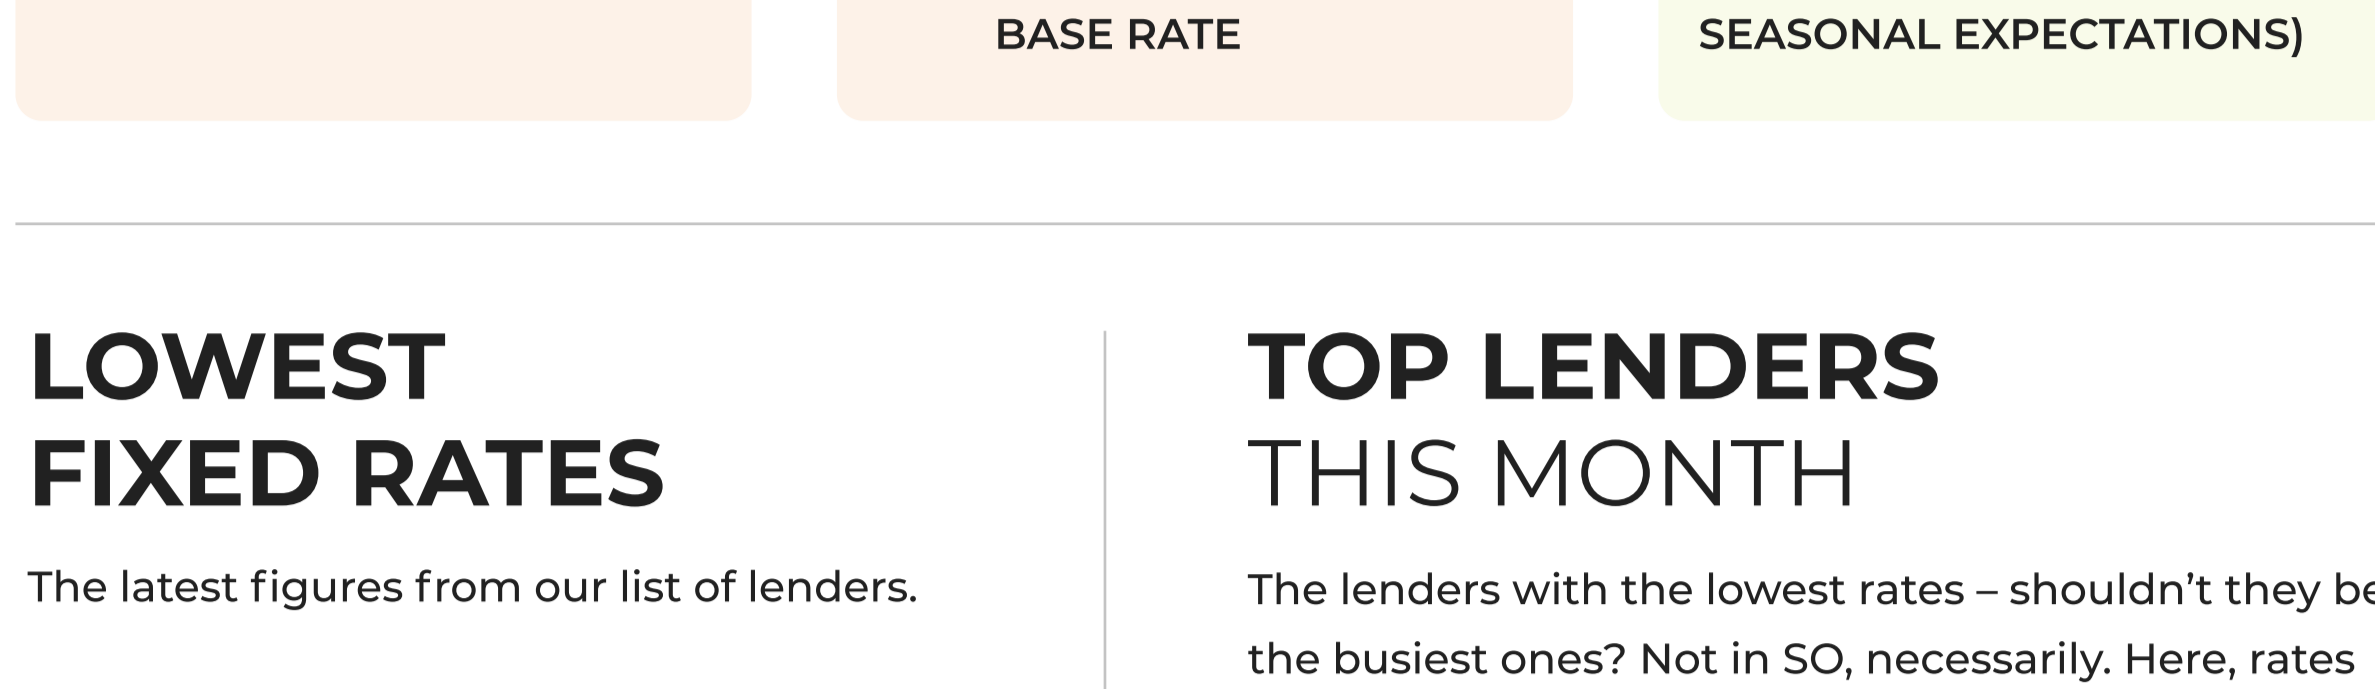 BASE RATE
SEASONAL EXPECTATIONS)
LOWEST
FIXED RATES
The latest figures from our list of lenders.
TOP LENDERS
THIS MONTH
The lenders with the lowest rates – shouldn’t they be
the busiest ones? Not in SO, necessarily. Here, rates